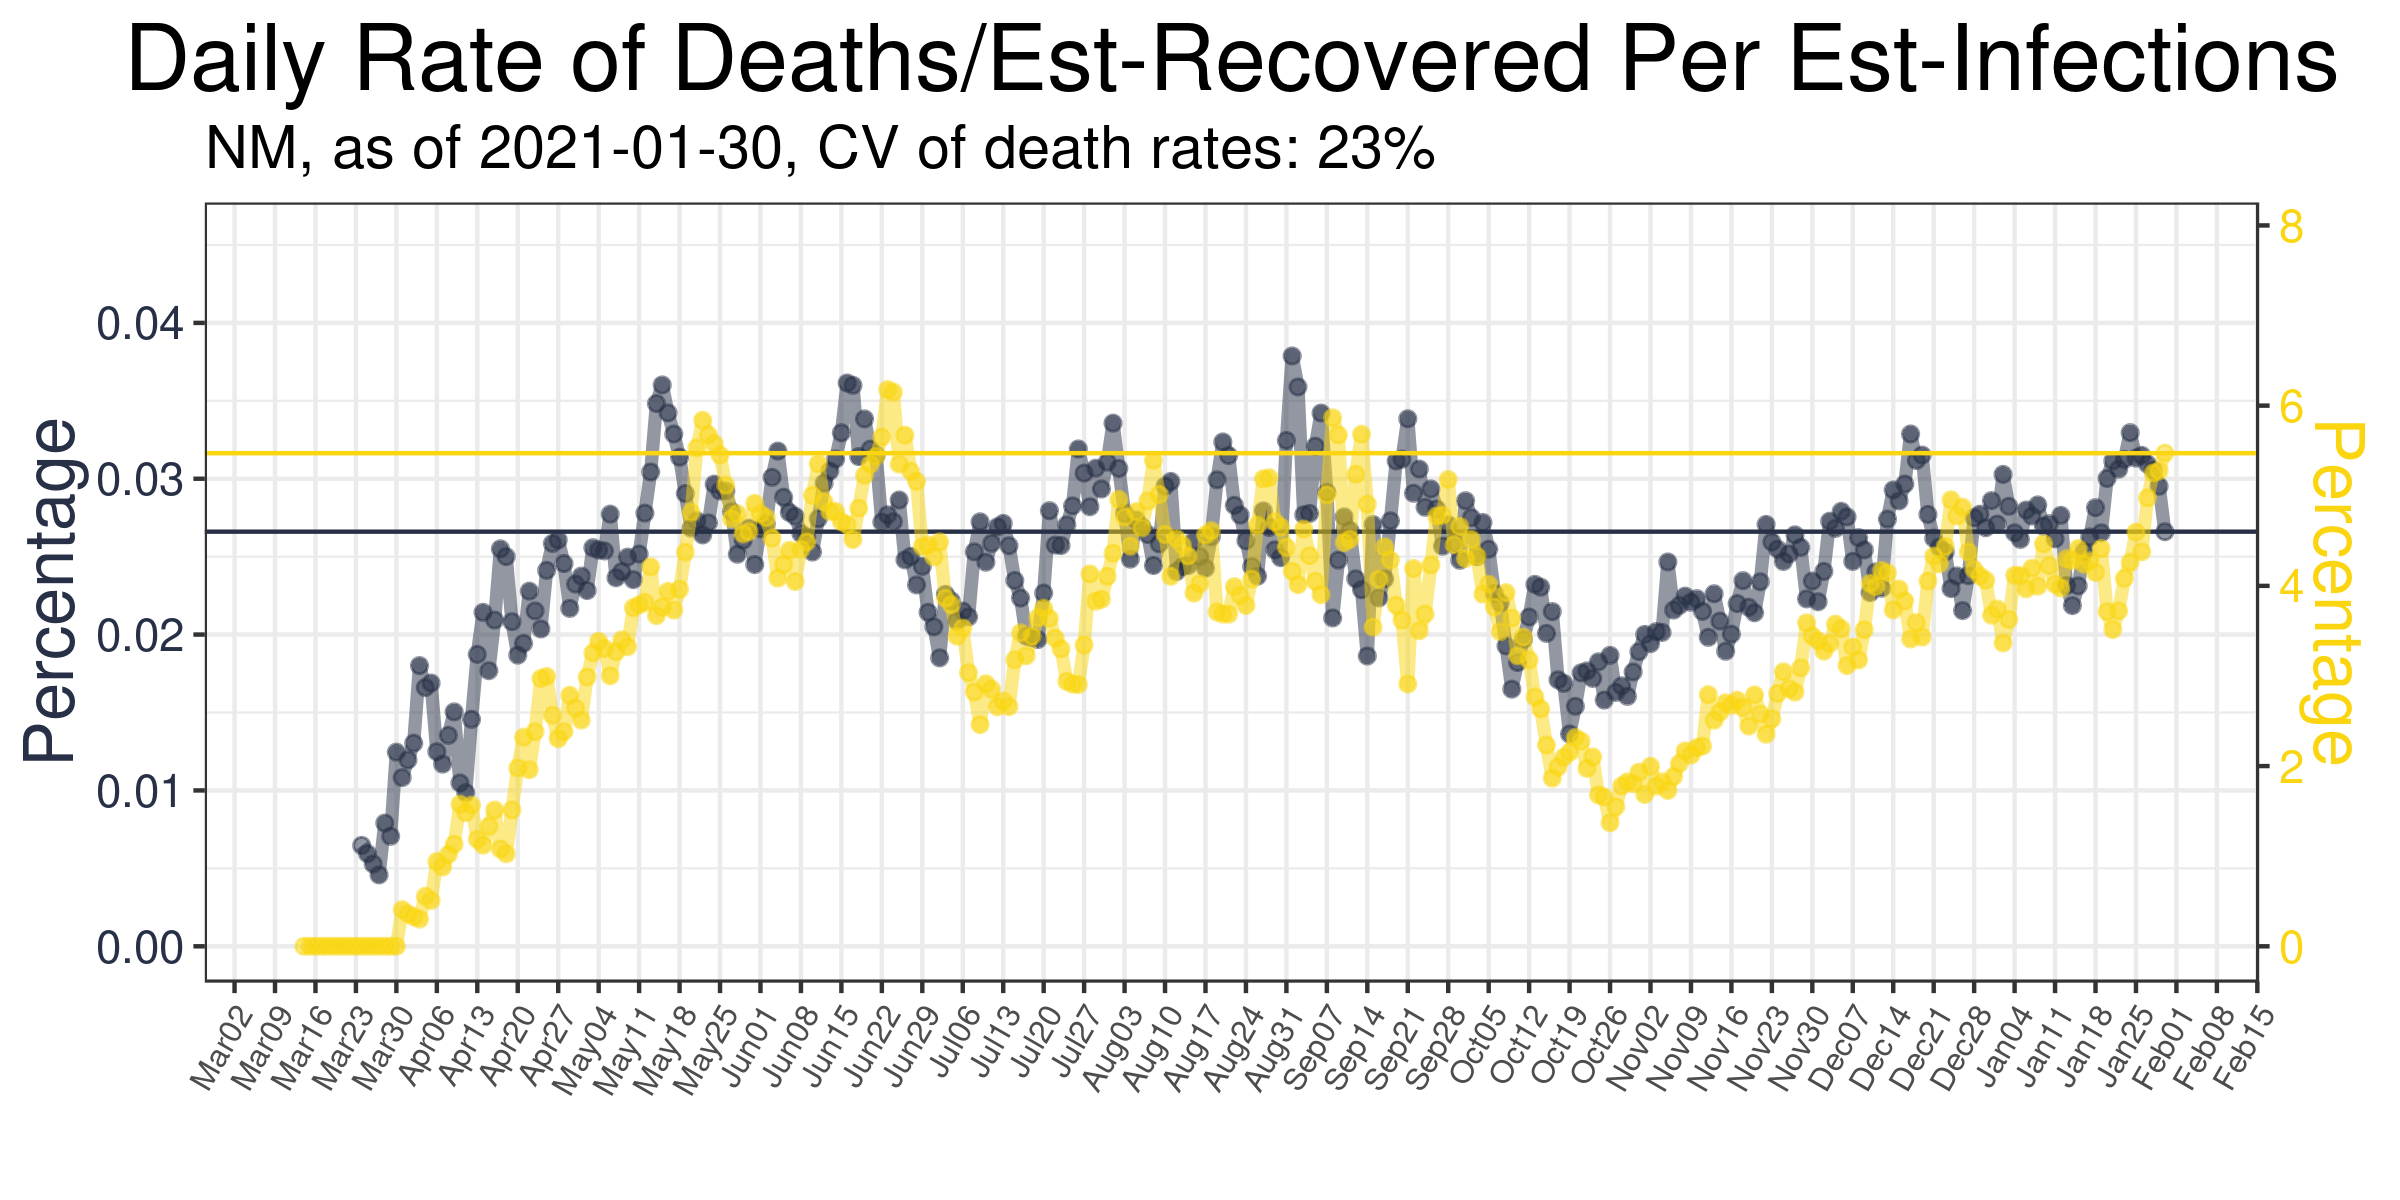 Daily Rate of Deaths/Est-Recovered Per Est-Infections
NM, as of 2021-01-30, CV of death rates: 23%
Percentage
0.04
0.03
0.02
0.01
0.00
8
6
4
2
0
Percentage
Mar02
Mar09
Mar16
Mar23
Mar30
Apr06
Apr13
Apr20
Apr27
May04
May11
May18
May25
Jun01
Jun08
Jun15
Jun22
Jun29
Jul06
Jul13
Jul20
Jul27
Aug03
Aug10
Aug17
Aug24
Aug31
Sep07
Sep14
Sep21
Sep28
Oct05
Oct12
Oct19
Oct26
Nov02
Nov09
Nov16
Nov23
Nov30
Dec07
Dec14
Dec21
Dec28
Jan04
Jan11
Jan18
Jan25
Feb01
Feb08
Feb15